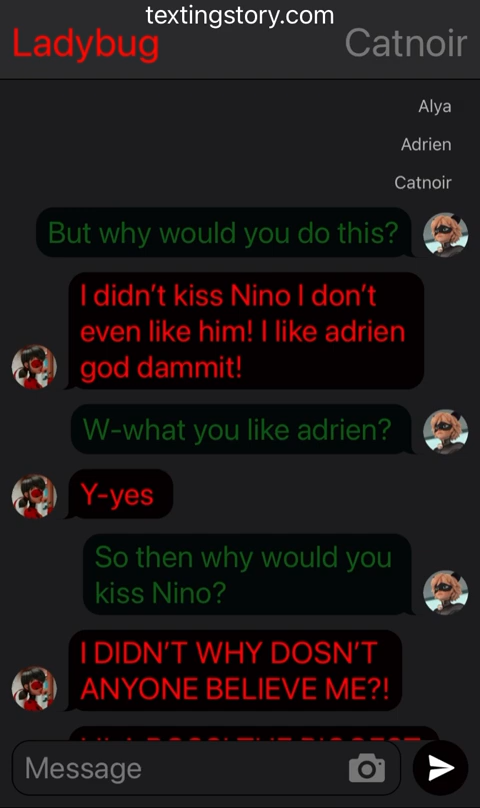 textingstory.com
Ladybug
Catnoir
Alya
Adrien
Catnoir
But why would you do this?
I didn't kiss Nino I don't
even like him! I like adrien
god dammit!
W-what you like adrien?
Y-yes
So then why would you
kiss Nino?
I DIDN'T WHY DOSN'T
ANYONE BELIEVE ME?!
Message